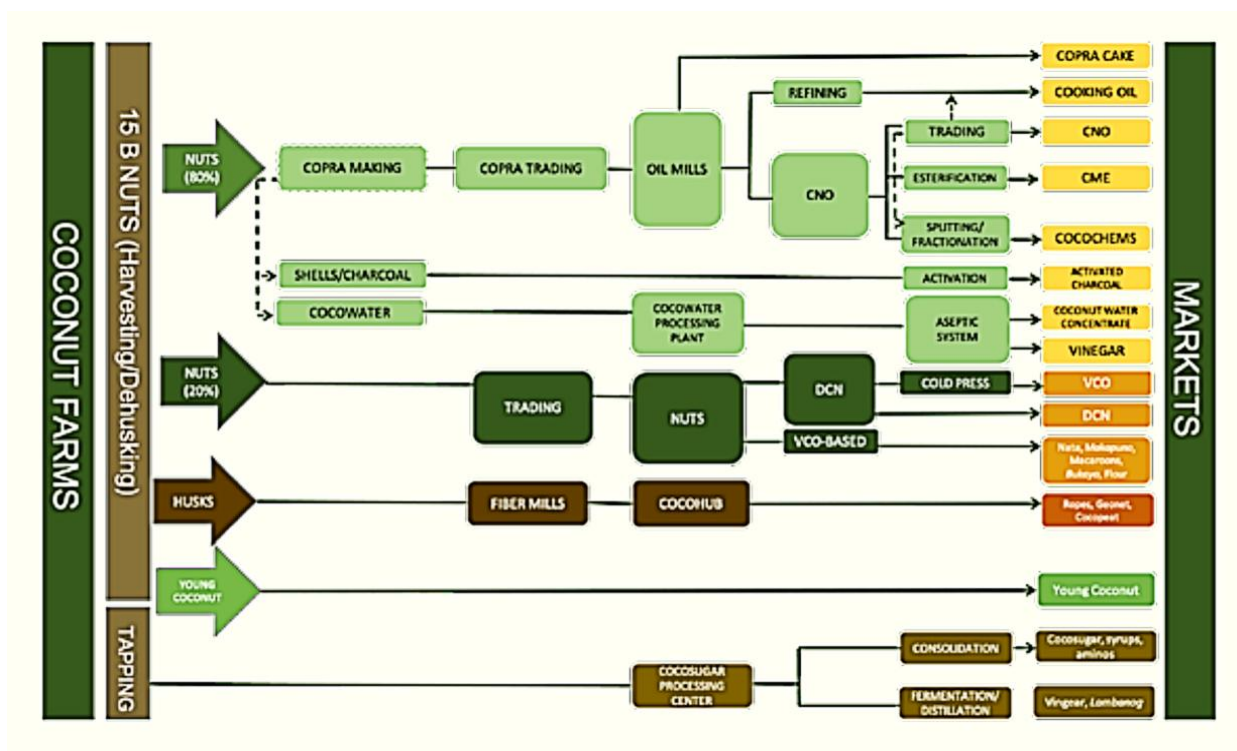 COCONUT FARMS
15 B NUTS (Harvesting/Dehusking)
TAPPING
NUTS
(80%)
COPRA MAKING
COPRA TRADING
OIL MILLS
REFINING
CNO
TRADING
ESTERIFICATION
SPUTTING/
FRACTIONATION
COPRA CAKE
COOKING OIL
CNO
CME
COCOCHEMS
SHELLS/CHARCOAL
ACTIVATION
ACTIVATED
CHARCOAL
COCOWATER
COCOWATER
PROCESSING
PLANT
ASEPTIC
SYSTEM
COCONUT WATER
CONCENTRATE
VINEGAR
NUTS
(20%)
TRADING
NUTS
DCN
COLD PRESS
VCO-BASED
VCO
DCN
Nata, Makapuno,
Macaroons,
Bukayo, Flour
HUSKS
FIBER MILLS
COCOHUB
Ropes, Geonet,
Cocopeat
YOUNG
COCONUT
Young Coconut
COCOSUGAR
PROCESSING
CENTER
CONSOLIDATION
Cocosugar, syrups,
aminos
FERMENTATION/
DISTILLATION
Vingear, Lambanog
MARKETS